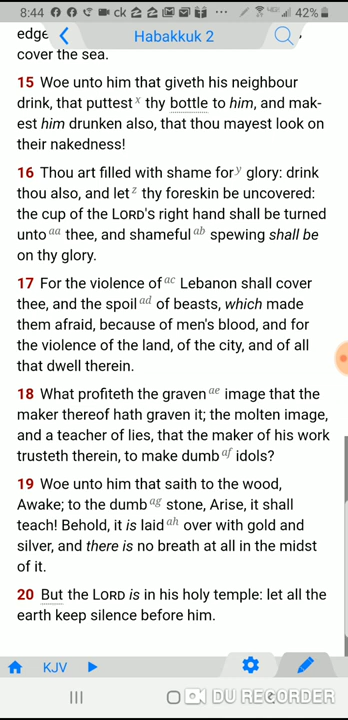 8:44 ck ... 42%
Habakkuk 2
edge
cover the sea.
15 Woe unto him that giveth his neighbour
drink, that puttest x thy bottle to him, and mak-
est him drunken also, that thou mayest look on
their nakedness!
16 Thou art filled with shame for y glory: drink
thou also, and let z thy foreskin be uncovered:
the cup of the LORD's right hand shall be turned
unto aa thee, and shameful ab spewing shall be
on thy glory.
17 For the violence of ac Lebanon shall cover
thee, and the spoil ad of beasts, which made
them afraid, because of men's blood, and for
the violence of the land, of the city, and of all
that dwell therein.
18 What profiteth the graven ae image that the
maker thereof hath graven it; the molten image,
and a teacher of lies, that the maker of his work
trusteth therein, to make dumb af idols?
19 Woe unto him that saith to the wood,
Awake; to the dumb ag stone, Arise, it shall
teach! Behold, it is laid ah over with gold and
silver, and there is no breath at all in the midst
of it.
20 But the LORD is in his holy temple: let all the
earth keep silence before him.
KJV
DU RECORDER